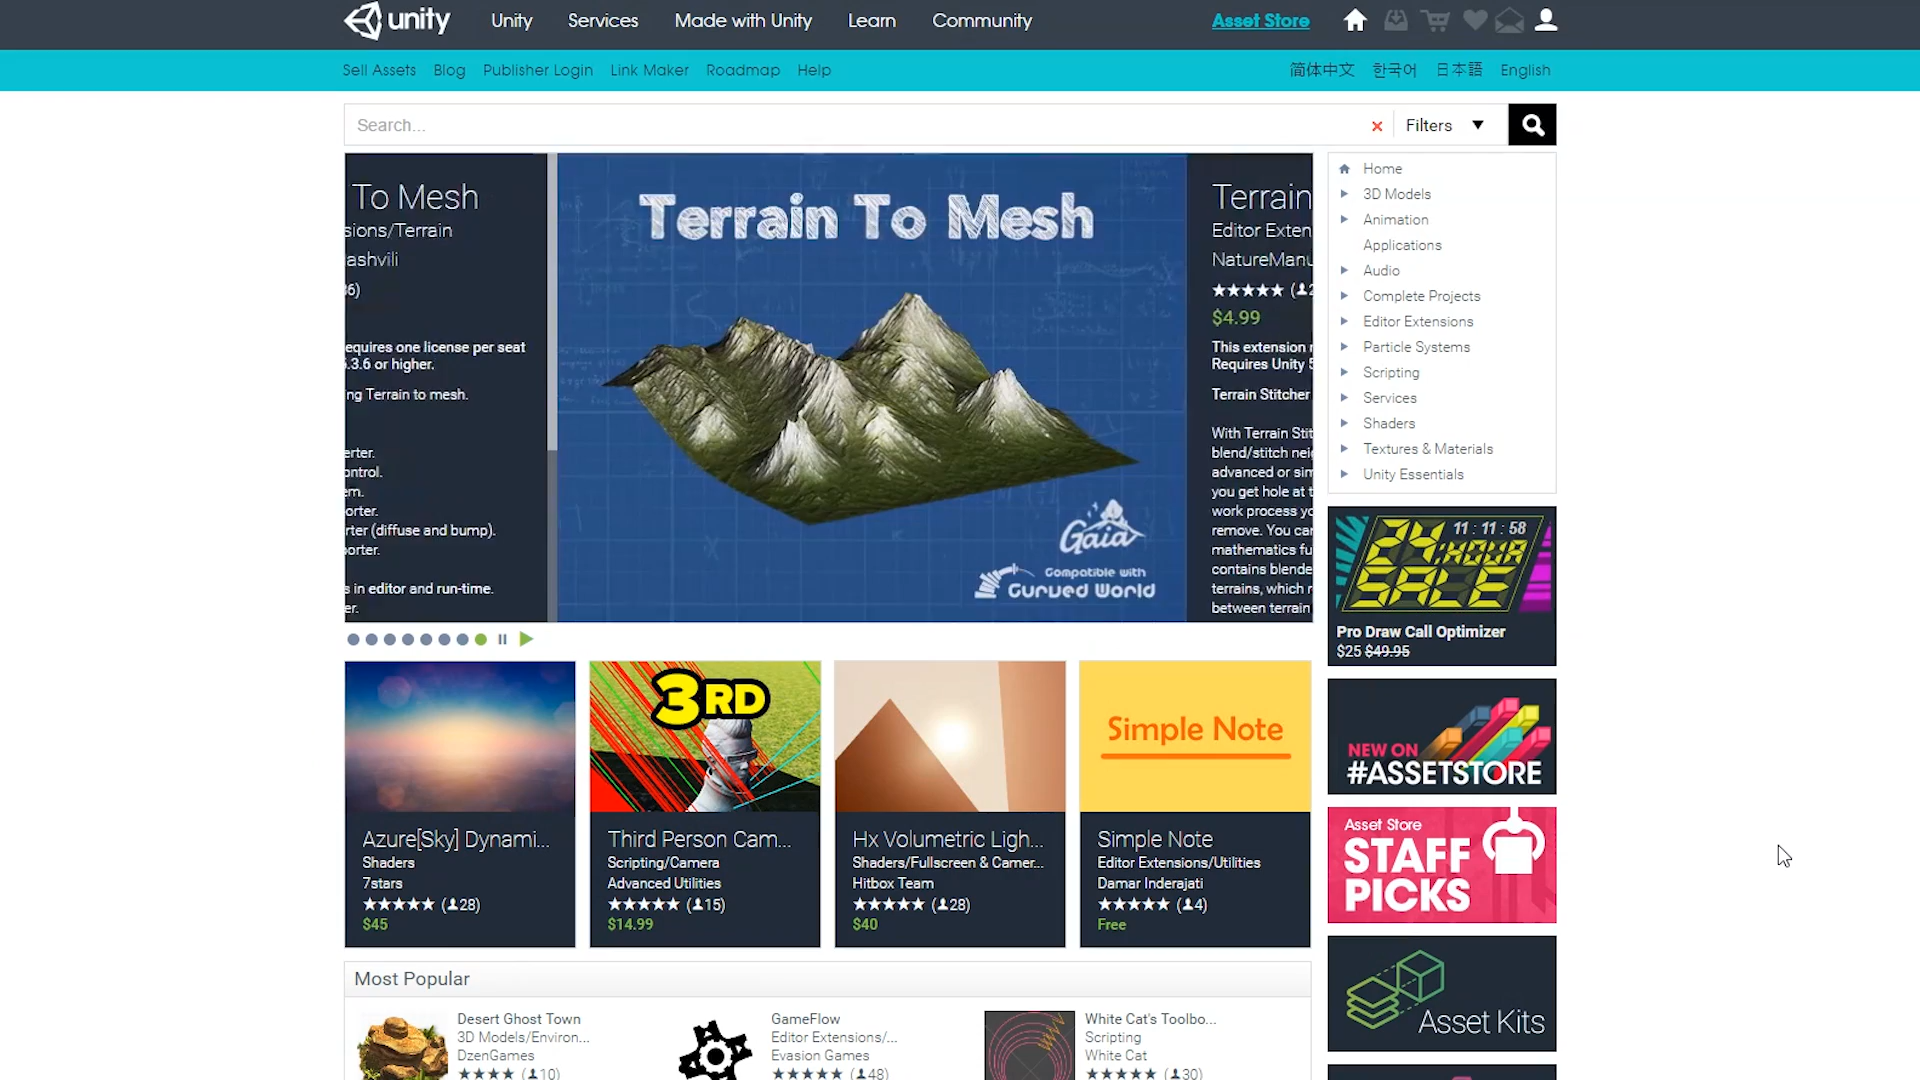 unity
Unity Services Made with Unity Learn Community Asset Store
Sell Assets Blog Publisher Login Link Maker Roadmap Help
简体中文 한국어 日本語 English
Search... × Filters
To Mesh
sions/Terrain
ashvili
36)
equires one license per seat
5.3.6 or higher.
ng Terrain to mesh.
erter.
ontrol.
em.
orter.
rter (diffuse and bump).
porter.
s in editor and run-time.
er.
Terrain To Mesh
Gaia
Compatible with
Curved World
Terrain
Editor Exten
NatureManu
★★★★★ (2
$4.99
This extension r
Requires Unity 5
Terrain Stitcher
With Terrain Stit
blend/stitch nei
advanced or sim
you get hole at t
work process yo
remove. You car
mathematics fu
contains blende
terrains, which r
between terrain
Home
3D Models
Animation
Applications
Audio
Complete Projects
Editor Extensions
Particle Systems
Scripting
Services
Shaders
Textures & Materials
Unity Essentials
11 : 11 : 58
24 HOUR
SALE
Pro Draw Call Optimizer
$25 $49.95
NEW ON
#ASSETSTORE
Asset Store
STAFF
PICKS
Asset Kits
Azure[Sky] Dynami...
Shaders
7stars
★★★★★ (28)
$45
3RD
Third Person Cam...
Scripting/Camera
Advanced Utilities
★★★★★ (15)
$14.99
Hx Volumetric Ligh...
Shaders/Fullscreen & Camer...
Hitbox Team
★★★★★ (28)
$40
Simple Note
Simple Note
Editor Extensions/Utilities
Damar Inderajati
★★★★★ (4)
Free
Most Popular
Desert Ghost Town
3D Models/Environ...
DzenGames
★★★★ (10)
GameFlow
Editor Extensions/...
Evasion Games
★★★★★ (48)
White Cat's Toolbo...
Scripting
White Cat
★★★★★ (30)